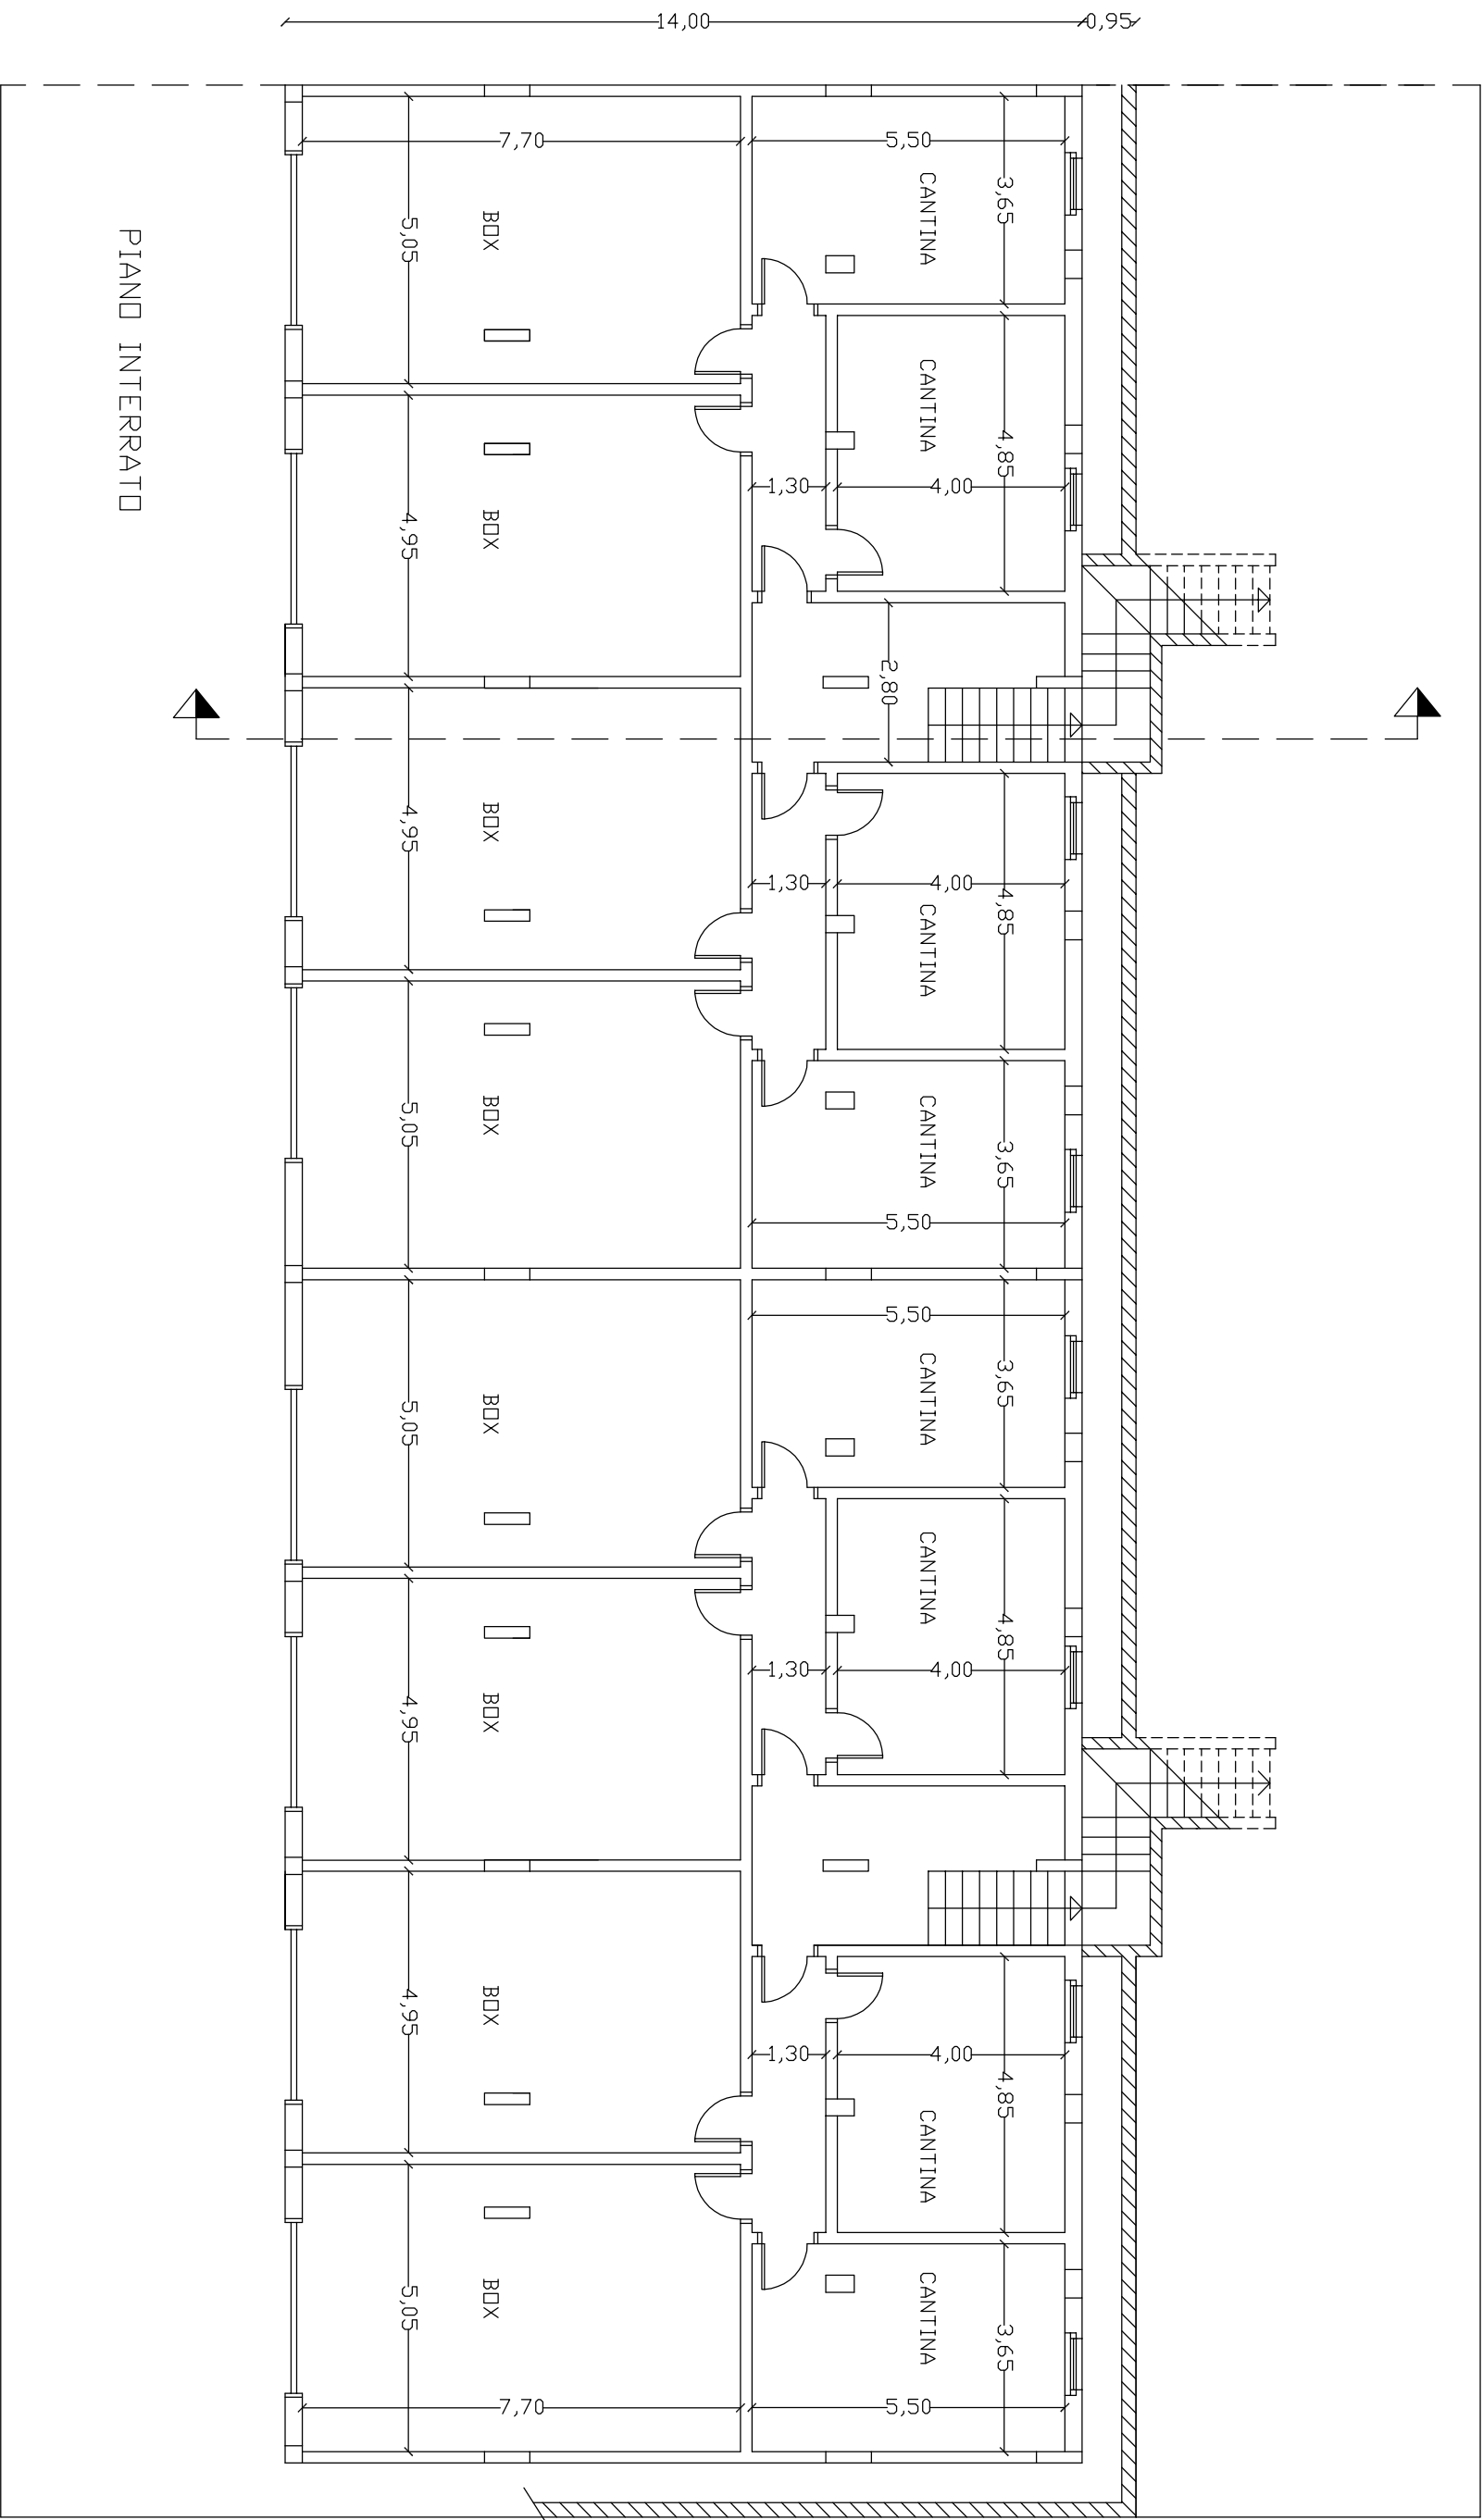 14,00
0,95
7,70
5,50
3,65
CANTINA
5,05
BOX
PIANO INTERRATO
CANTINA
4,85
1,30
4,00
4,95
BOX
2,80
4,95
BOX
1,30
4,00
4,85
CANTINA
5,05
BOX
CANTINA
3,65
5,50
5,50
3,65
CANTINA
5,05
BOX
CANTINA
4,85
1,30
4,00
4,95
BOX
4,95
BOX
1,30
4,00
4,85
CANTINA
5,05
BOX
CANTINA
3,65
7,70
5,50